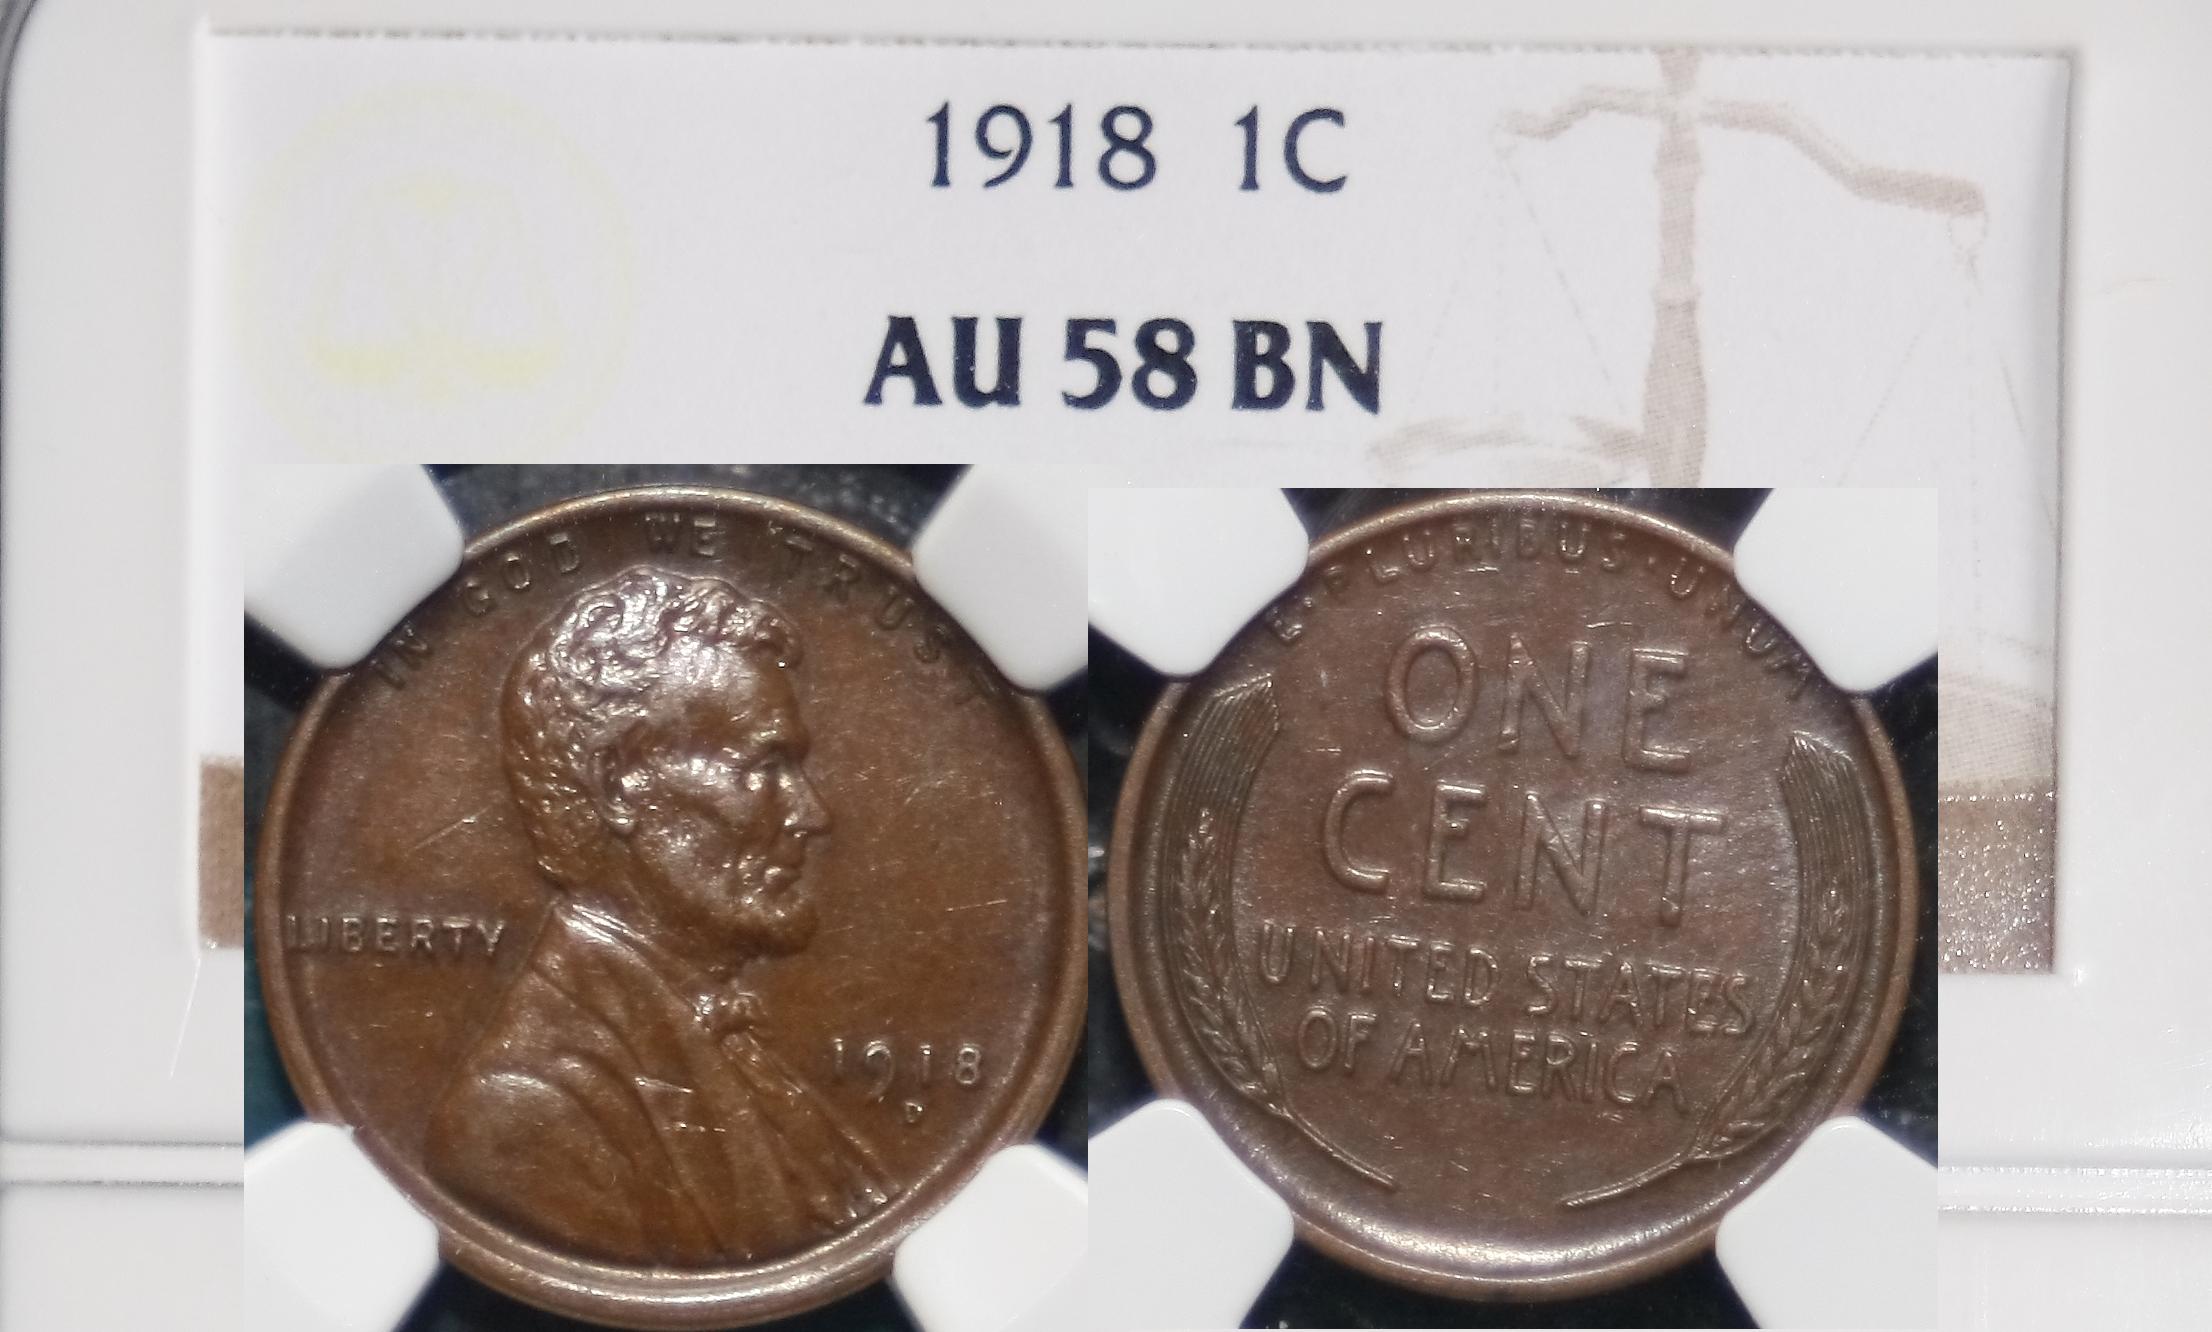 1918 1C
AU 58 BN
IN GOD WE TRUST
LIBERTY
1918
D
E·PLURIBUS·UNUM
ONE
CENT
UNITED STATES
OF AMERICA